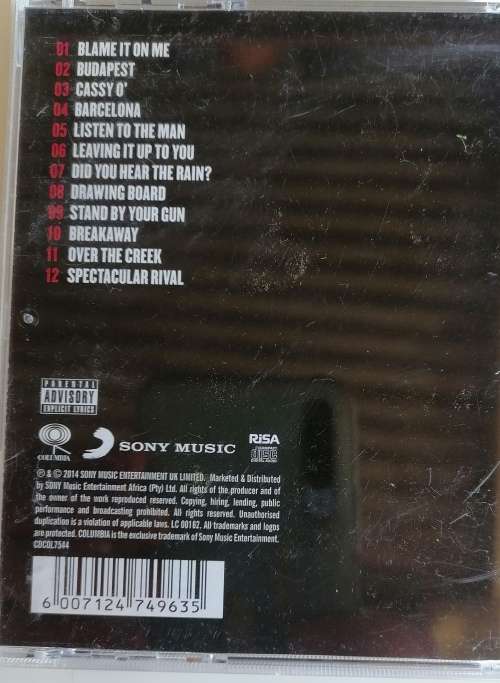 01 BLAME IT ON ME
02 BUDAPEST
03 CASSY O'
04 BARCELONA
05 LISTEN TO THE MAN
06 LEAVING IT UP TO YOU
07 DID YOU HEAR THE RAIN?
08 DRAWING BOARD
09 STAND BY YOUR GUN
10 BREAKAWAY
11 OVER THE CREEK
12 SPECTACULAR RIVAL
PARENTAL
ADVISORY
EXPLICIT LYRICS
COLUMBIA
SONY MUSIC
RiSA
COMPACT
disc
DIGITAL AUDIO
℗ & © 2014 SONY MUSIC ENTERTAINMENT UK LIMITED. Marketed & Distributed
by SONY Music Entertainment Africa (Pty) Ltd. All rights of the producer and of
the owner of the work reproduced reserved. Copying, hiring, lending, public
performance and broadcasting prohibited. All rights reserved. Unauthorised
duplication is a violation of applicable laws. LC 00162. All trademarks and logos
are protected. COLUMBIA is the exclusive trademark of Sony Music Entertainment.
CDCOL7544
6 007124 749635